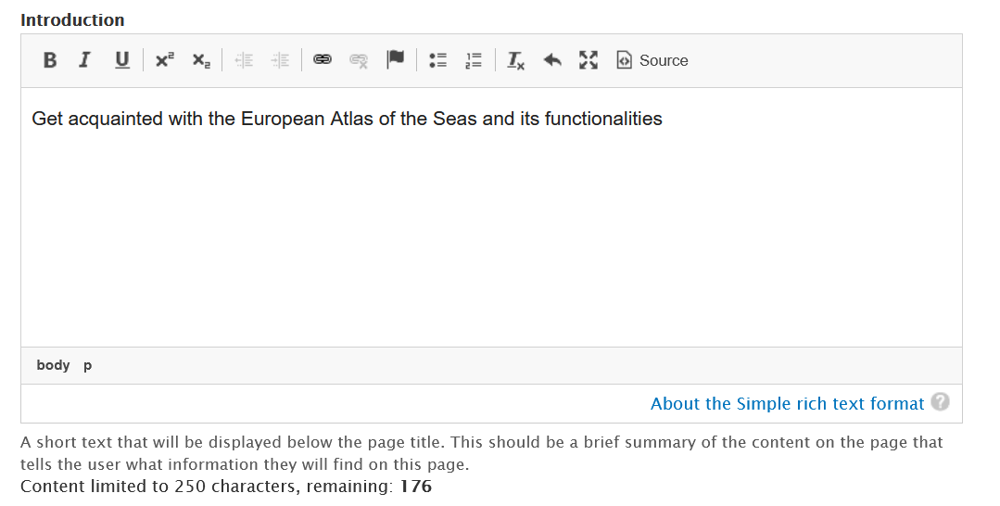 Introduction
B I U x² x₂ Source
Get acquainted with the European Atlas of the Seas and its functionalities
body p
About the Simple rich text format ?
A short text that will be displayed below the page title. This should be a brief summary of the content on the page that
tells the user what information they will find on this page.
Content limited to 250 characters, remaining: 176